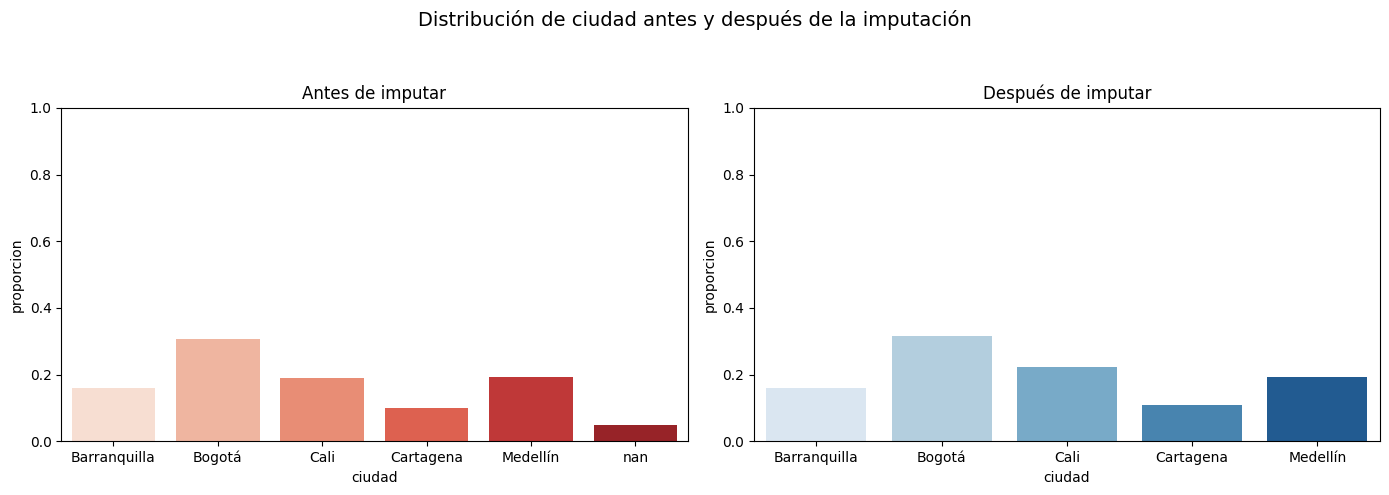 Distribución de ciudad antes y después de la imputación
Antes de imputar
1.0
0.8
0.6
0.4
0.2
0.0
proporcion
Barranquilla Bogotá Cali Cartagena Medellín nan
ciudad
Después de imputar
1.0
0.8
0.6
0.4
0.2
0.0
proporcion
Barranquilla Bogotá Cali Cartagena Medellín
ciudad